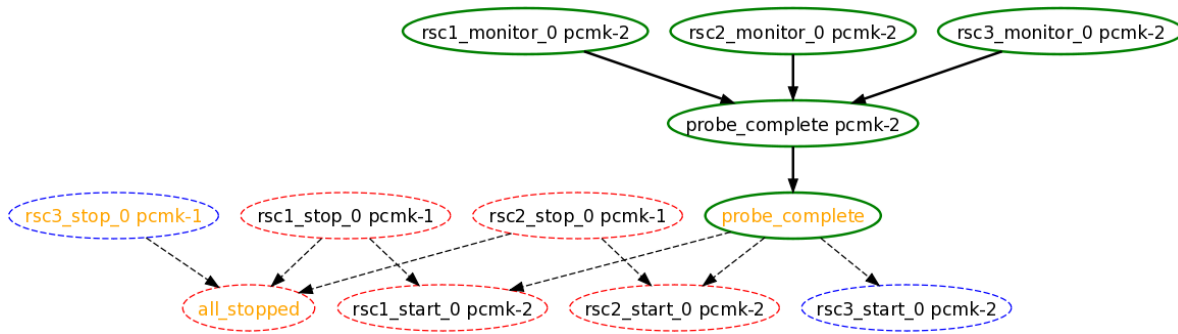 rsc1_monitor_0 pcmk-2
rsc2_monitor_0 pcmk-2
rsc3_monitor_0 pcmk-2
probe_complete pcmk-2
rsc3_stop_0 pcmk-1
rsc1_stop_0 pcmk-1
rsc2_stop_0 pcmk-1
probe_complete
all_stopped
rsc1_start_0 pcmk-2
rsc2_start_0 pcmk-2
rsc3_start_0 pcmk-2